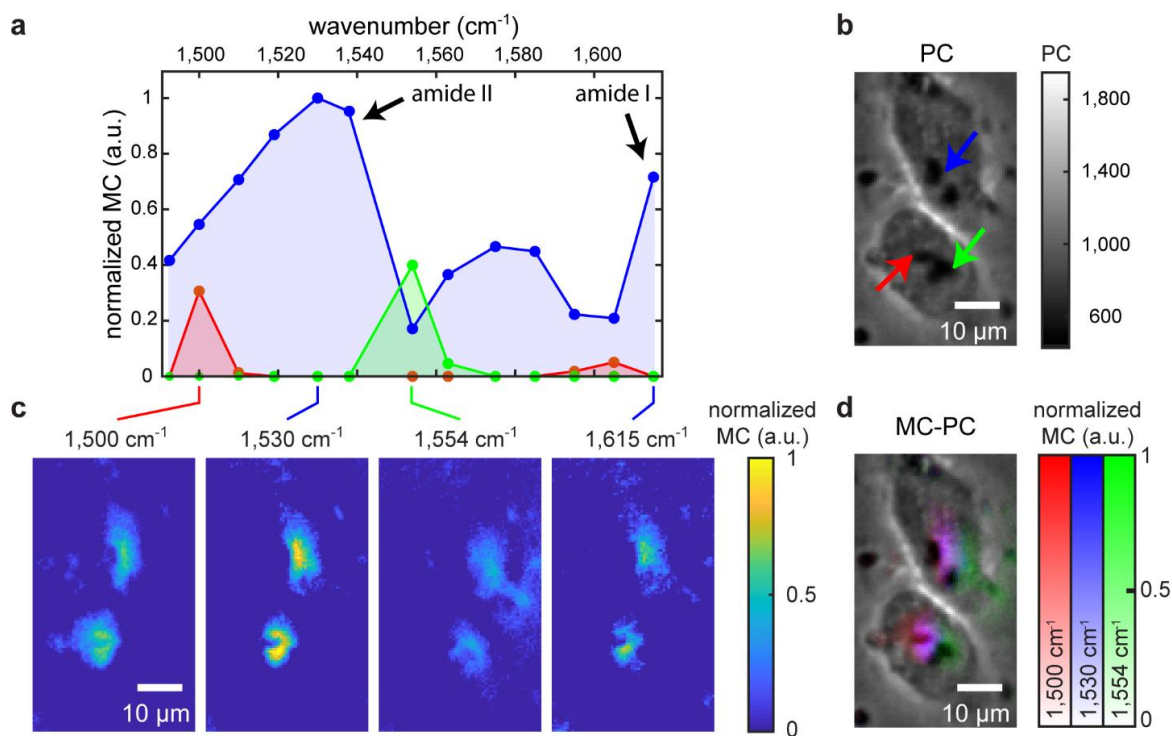 a
wavenumber (cm⁻¹)
1,500 1,520 1,540 1,560 1,580 1,600
normalized MC (a.u.)
1
0.8
0.6
0.4
0.2
0
amide II
amide I
b
PC
PC
1,800
1,400
1,000
600
10 µm
c
1,500 cm⁻¹
1,530 cm⁻¹
1,554 cm⁻¹
1,615 cm⁻¹
10 µm
normalized
MC (a.u.)
1
0.5
0
d
MC-PC
10 µm
normalized
MC (a.u.)
1,500 cm⁻¹
1,530 cm⁻¹
1,554 cm⁻¹
1
0.5
0